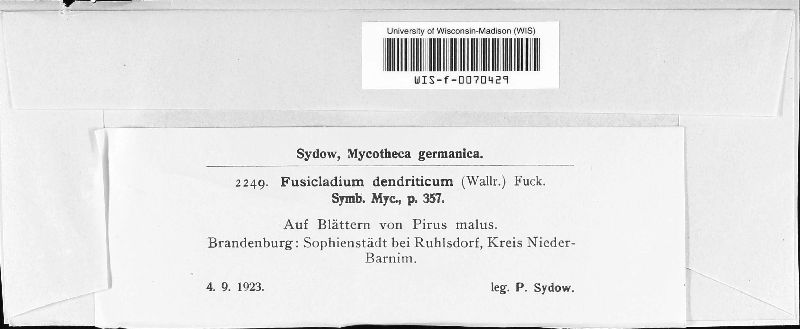 University of Wisconsin-Madison (WIS)
WIS-f-0070429
Sydow, Mycotheca germanica.
2249. Fusicladium dendriticum (Wallr.) Fuck.
Symb. Myc., p. 357.
Auf Blättern von Pirus malus.
Brandenburg: Sophienstädt bei Ruhlsdorf, Kreis Nieder-
Barnim.
4. 9. 1923.
leg. P. Sydow.